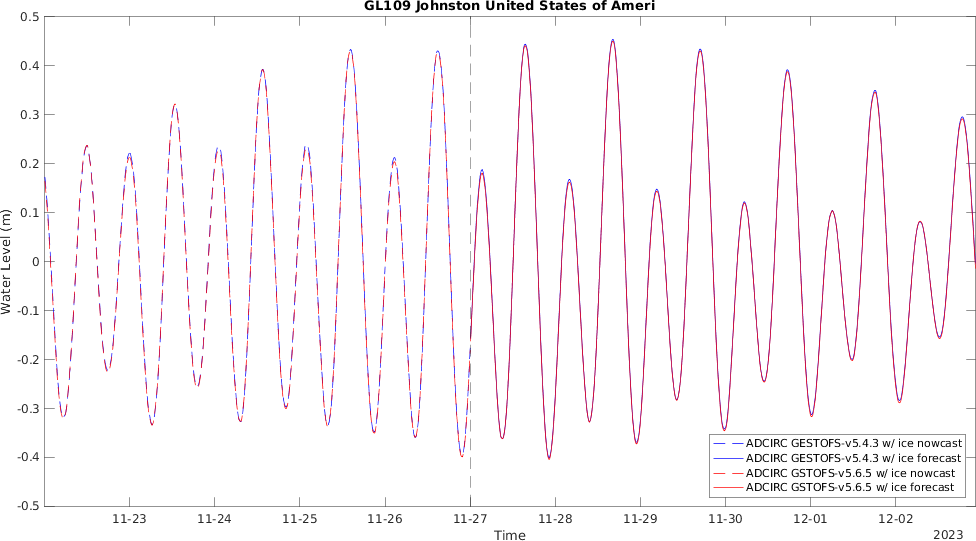 GL109 Johnston United States of Ameri
0.5
0.4
0.3
0.2
0.1
0
-0.1
-0.2
-0.3
-0.4
-0.5
Water Level (m)
ADCIRC GESTOFS-v5.4.3 w/ ice nowcast
ADCIRC GESTOFS-v5.4.3 w/ ice forecast
ADCIRC GSTOFS-v5.6.5 w/ ice nowcast
ADCIRC GSTOFS-v5.6.5 w/ ice forecast
11-23 11-24 11-25 11-26 11-27 11-28 11-29 11-30 12-01 12-02
Time
2023